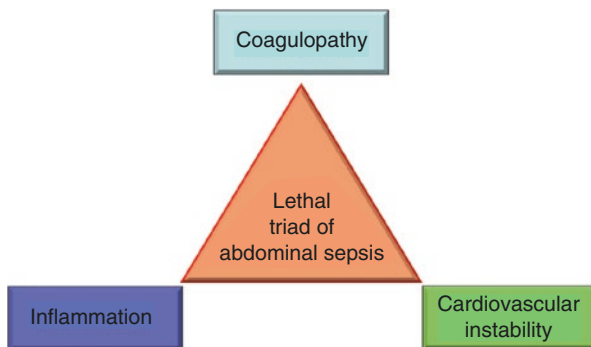 Coagulopathy
Lethal
triad of
abdominal sepsis
Inflammation
Cardiovascular
instability